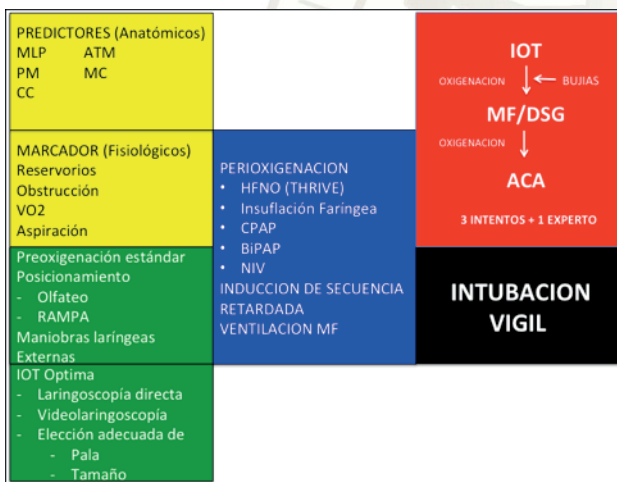 PREDICTORES (Anatómicos)
MLP ATM
PM MC
CC
MARCADOR (Fisiológicos)
Reservorios
Obstrucción
VO2
Aspiración
Preoxigenación estándar
Posicionamiento
- Olfateo
- RAMPA
Maniobras laríngeas
Externas
IOT Optima
- Laringoscopía directa
- Videolaringoscopía
- Elección adecuada de
- Pala
- Tamaño
PERIOXIGENACION
• HFNO (THRIVE)
• Insuflación Faríngea
• CPAP
• BiPAP
• NIV
INDUCCION DE SECUENCIA
RETARDADA
VENTILACION MF
IOT
OXIGENACION BUJIAS
MF/DSG
OXIGENACION
ACA
3 INTENTOS + 1 EXPERTO
INTUBACION
VIGIL